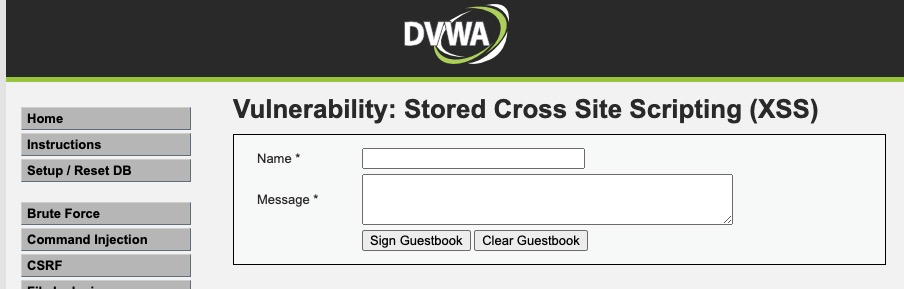 DVWA
Vulnerability: Stored Cross Site Scripting (XSS)
Home
Instructions
Setup / Reset DB
Brute Force
Command Injection
CSRF
Name *
Message *
Sign Guestbook Clear Guestbook